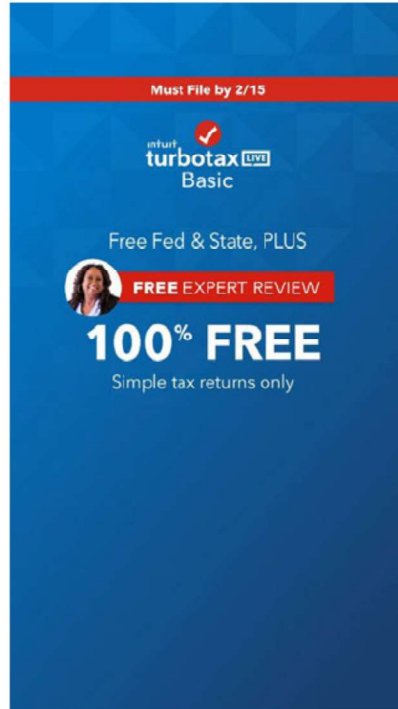 Must File by 2/15
intuit
turbotax LIVE
Basic
Free Fed & State, PLUS
FREE EXPERT REVIEW
100% FREE
Simple tax returns only